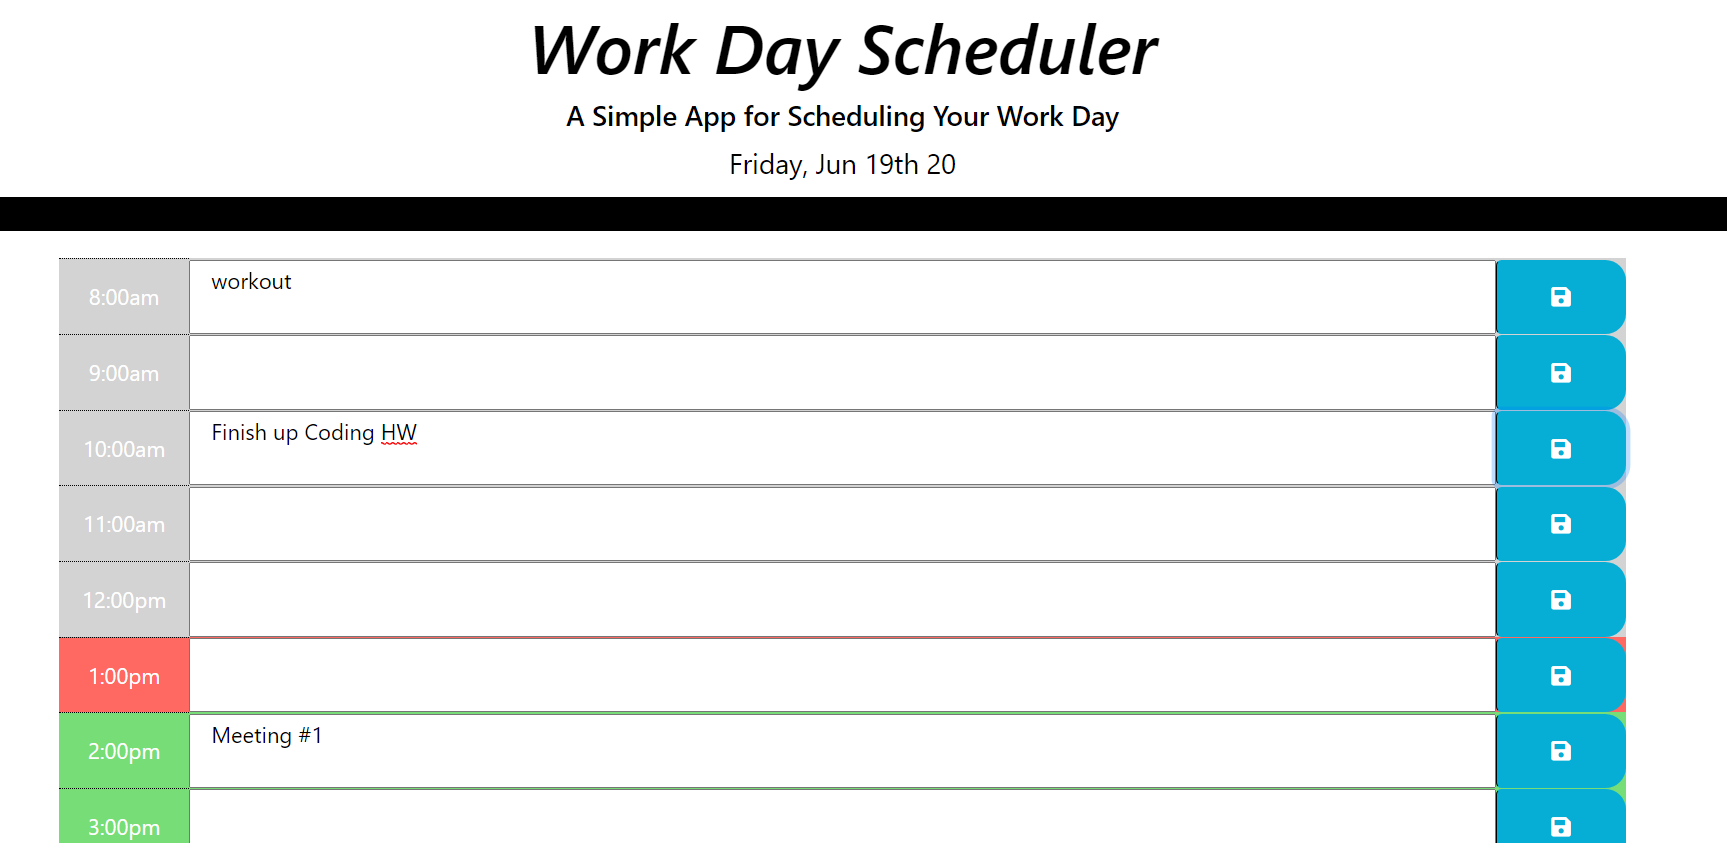 Work Day Scheduler
A Simple App for Scheduling Your Work Day
Friday, Jun 19th 20
8:00am workout
9:00am
10:00am Finish up Coding HW
11:00am
12:00pm
1:00pm
2:00pm Meeting #1
3:00pm